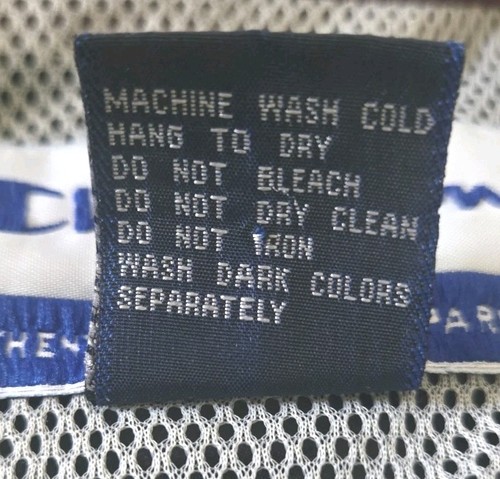 MACHINE WASH COLD
HANG TO DRY
DO NOT BLEACH
DO NOT DRY CLEAN
DO NOT IRON
WASH DARK COLORS
SEPARATELY